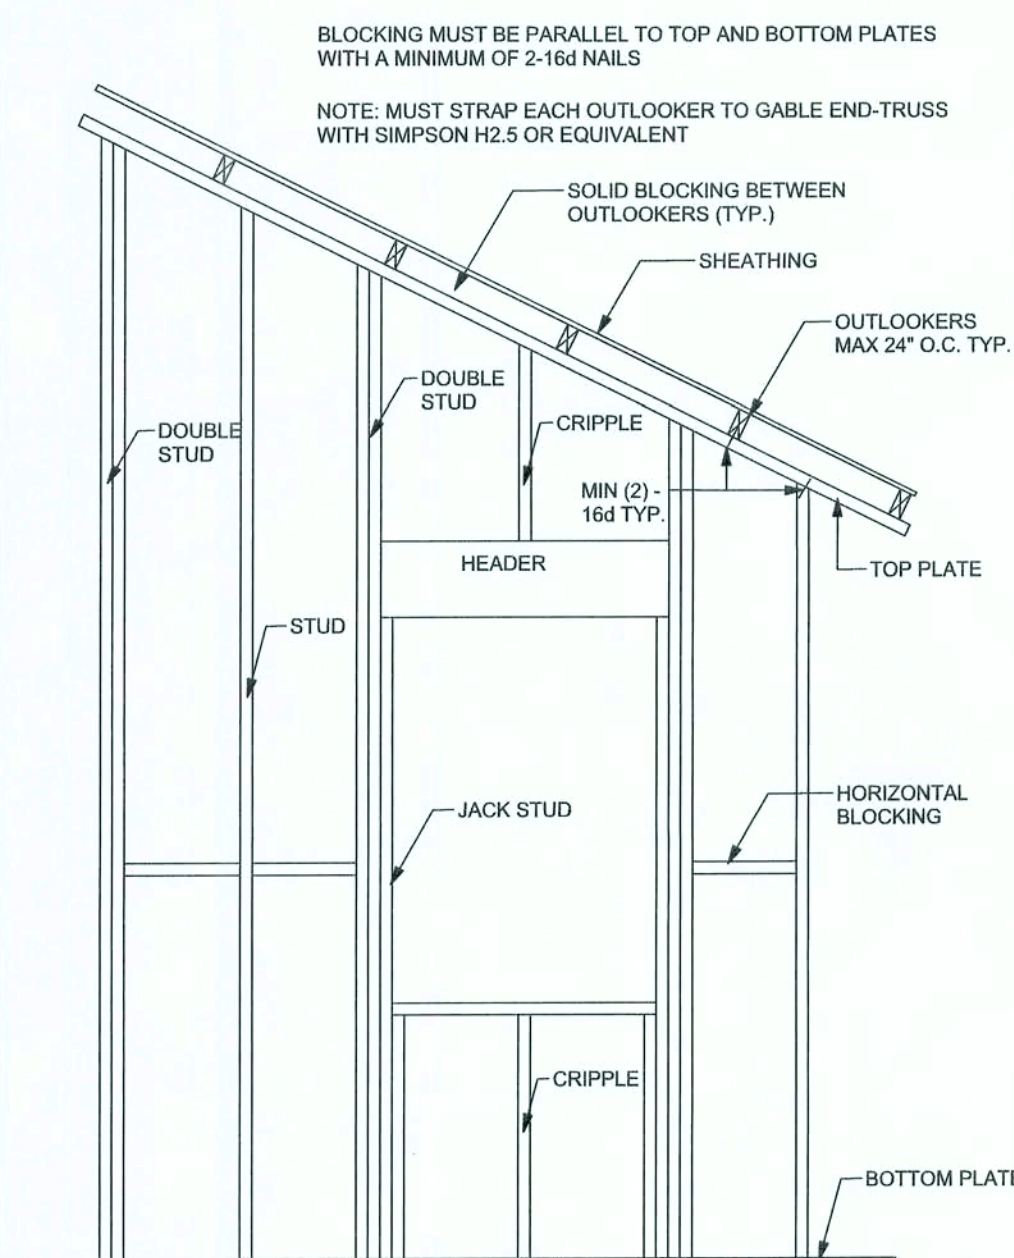 BLOCKING MUST BE PARALLEL TO TOP AND BOTTOM PLATES
WITH A MINIMUM OF 2-16d NAILS
NOTE: MUST STRAP EACH OUTLOOKER TO GABLE END-TRUSS
WITH SIMPSON H2.5 OR EQUIVALENT
SOLID BLOCKING BETWEEN
OUTLOOKERS (TYP.)
SHEATHING
OUTLOOKERS
MAX 24" O.C. TYP.
DOUBLE
STUD
CRIPPLE
DOUBLE
STUD
MIN (2) -
16d TYP.
HEADER
TOP PLATE
STUD
JACK STUD
HORIZONTAL
BLOCKING
CRIPPLE
BOTTOM PLATE